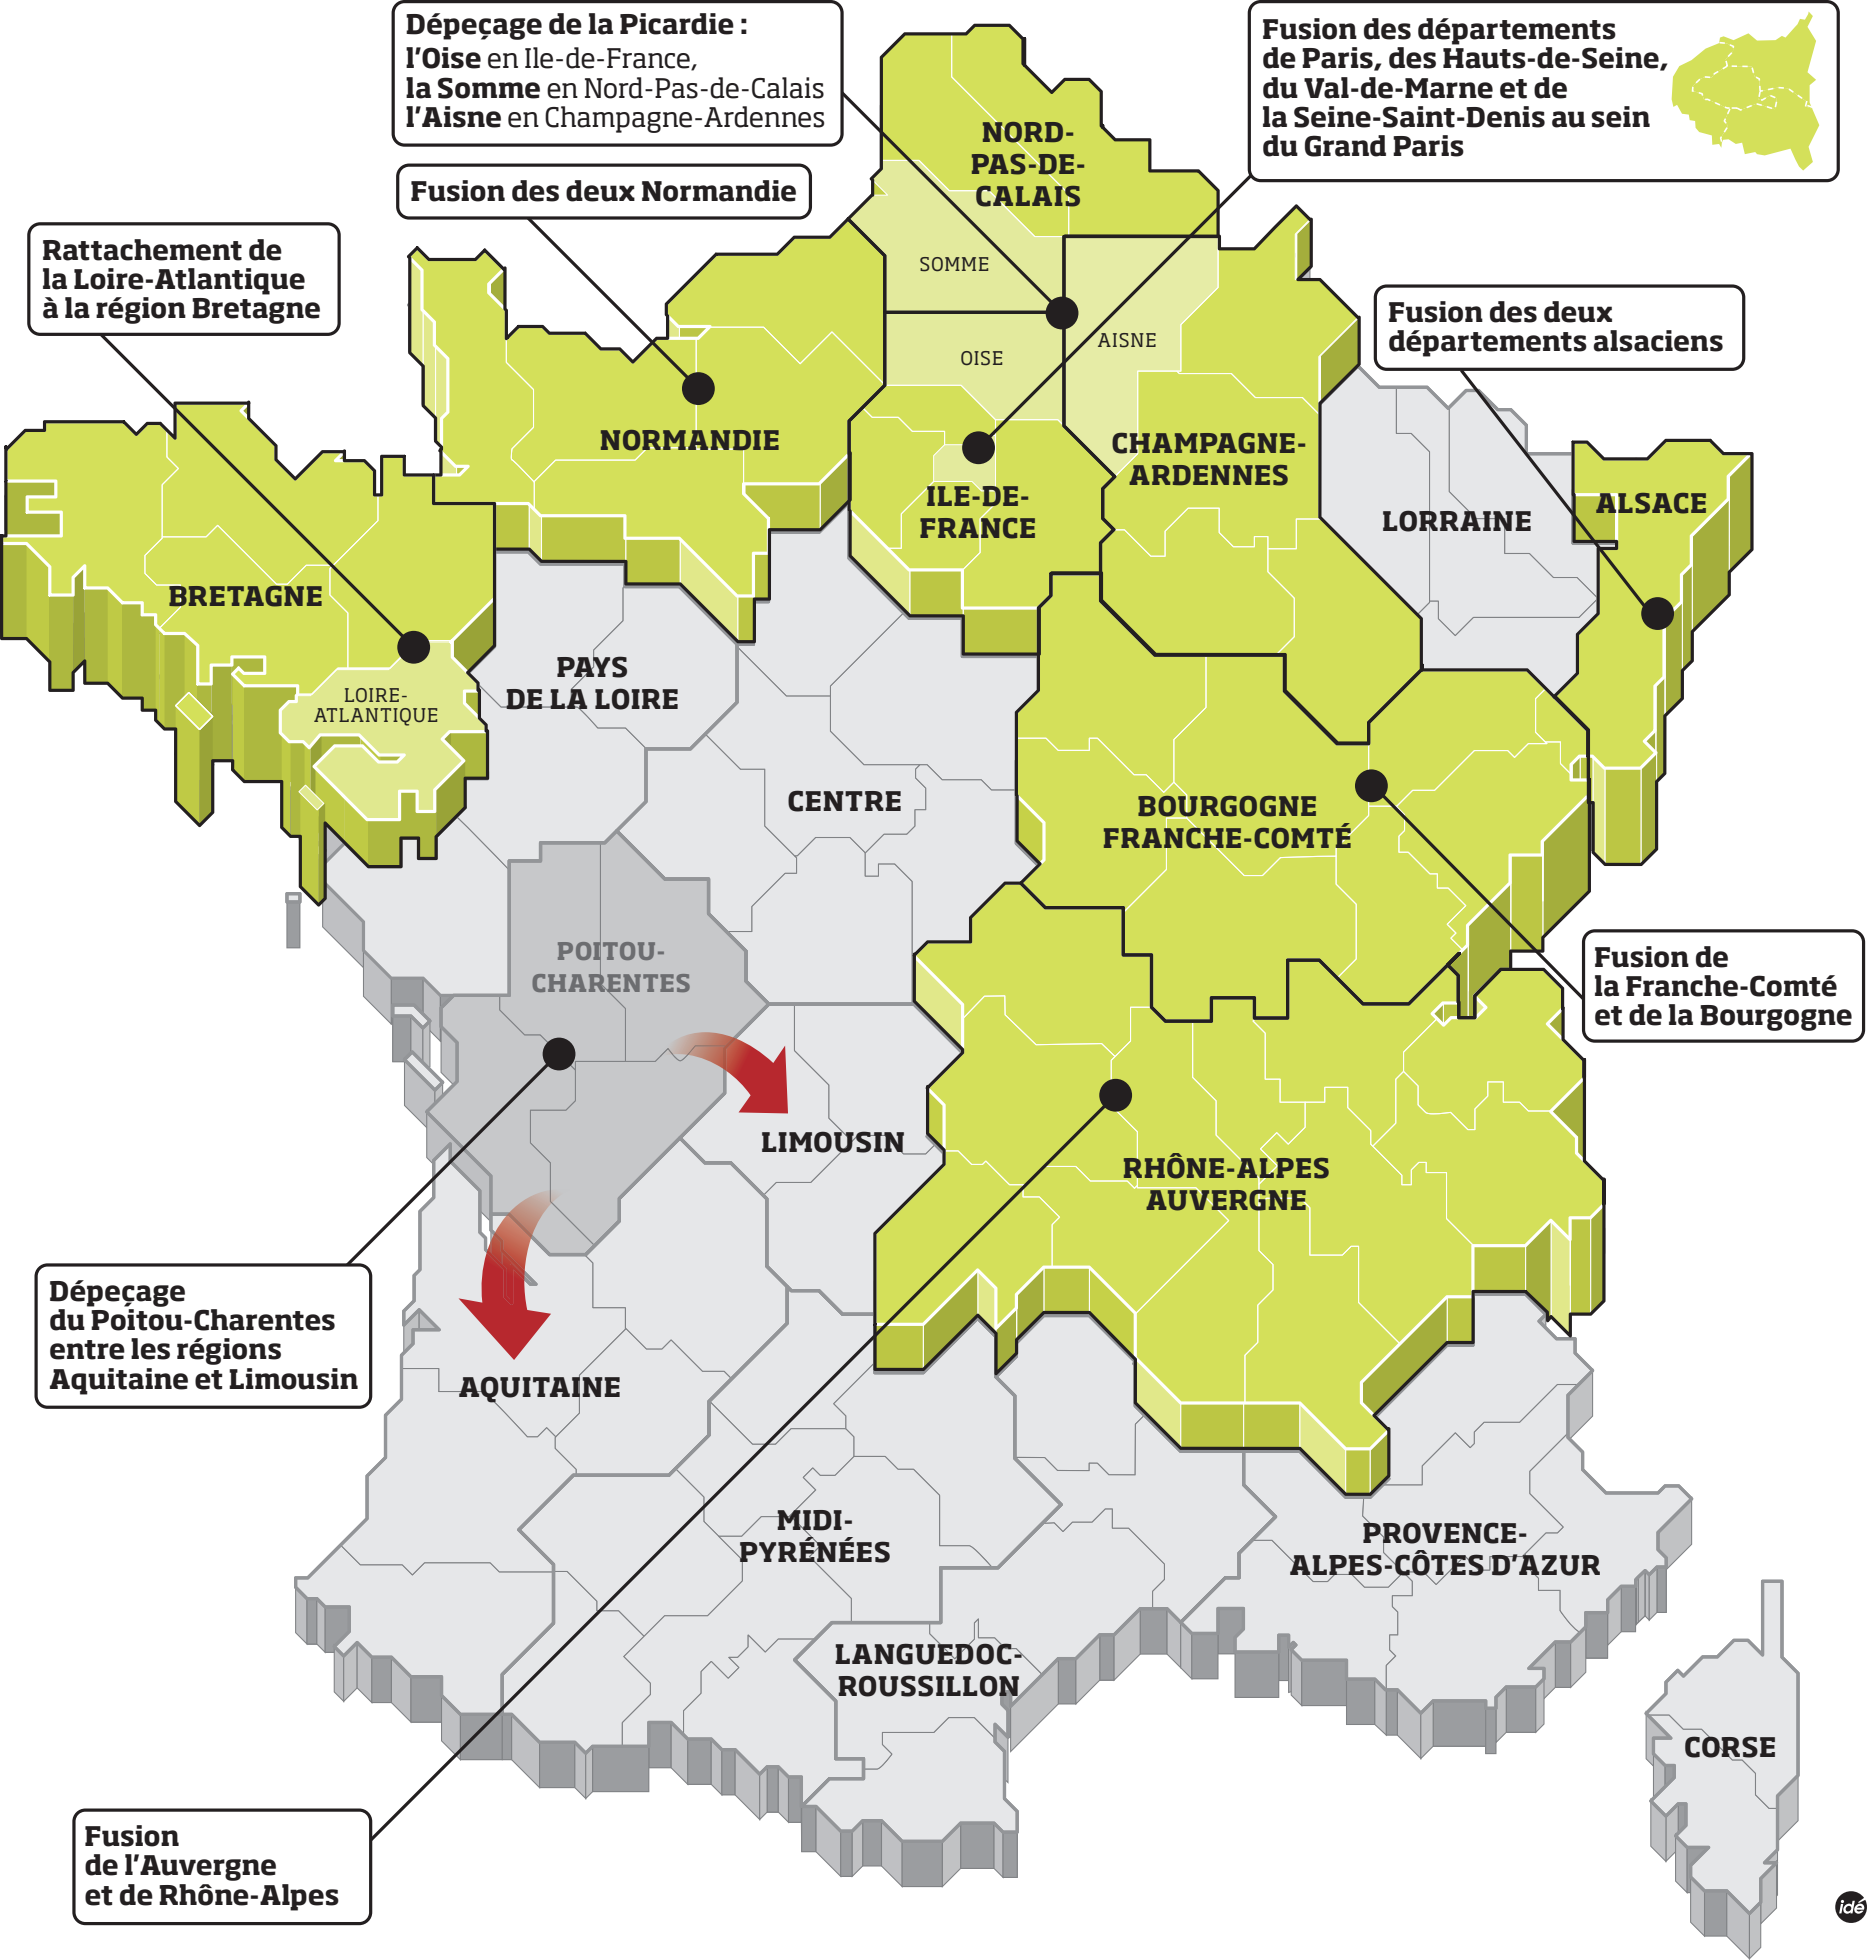 Dépeçage de la Picardie :
l'Oise en Ile-de-France,
la Somme en Nord-Pas-de-Calais
l'Aisne en Champagne-Ardennes
Fusion des départements
de Paris, des Hauts-de-Seine,
du Val-de-Marne et de
la Seine-Saint-Denis au sein
du Grand Paris
Fusion des deux Normandie
Rattachement de
la Loire-Atlantique
à la région Bretagne
Fusion des deux
départements alsaciens
NORD-
PAS-DE-
CALAIS
SOMME
OISE
AISNE
NORMANDIE
ILE-DE-
FRANCE
CHAMPAGNE-
ARDENNES
LORRAINE
ALSACE
BRETAGNE
LOIRE-
ATLANTIQUE
PAYS
DE LA LOIRE
CENTRE
BOURGOGNE
FRANCHE-COMTÉ
POITOU-
CHARENTES
Fusion de
la Franche-Comté
et de la Bourgogne
LIMOUSIN
RHÔNE-ALPES
AUVERGNE
Dépeçage
du Poitou-Charentes
entre les régions
Aquitaine et Limousin
AQUITAINE
MIDI-
PYRÉNÉES
PROVENCE-
ALPES-CÔTES D'AZUR
LANGUEDOC-
ROUSSILLON
CORSE
Fusion
de l'Auvergne
et de Rhône-Alpes
idé